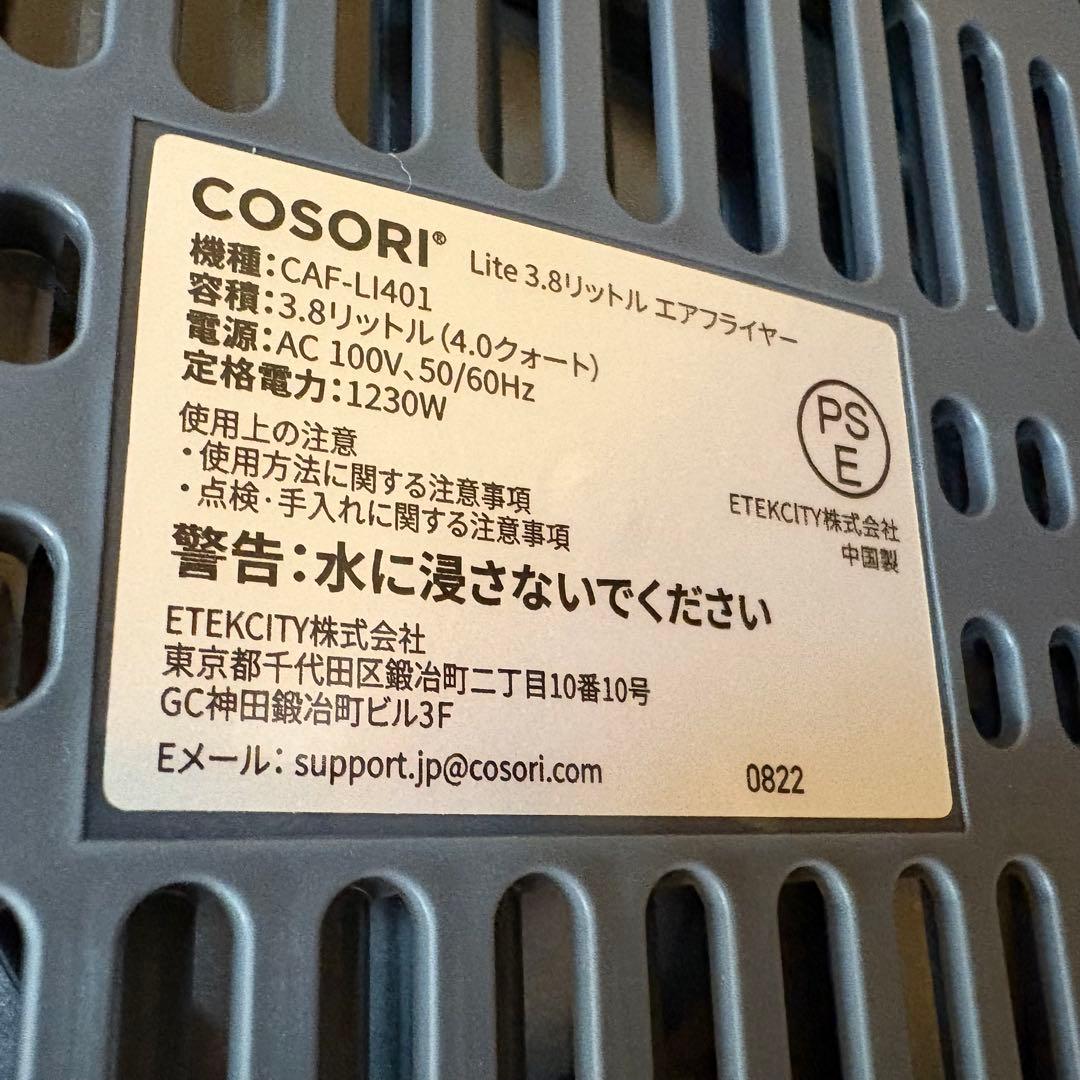 COSORI® Lite 3.8リットル エアフライヤー
機種：CAF-LI401
容積：3.8リットル（4.0クォート）
電源：AC 100V、50/60Hz
定格電力：1230W
PS
E
ETEKCITY株式会社
中国製
使用上の注意
・使用方法に関する注意事項
・点検・手入れに関する注意事項
警告：水に浸さないでください
ETEKCITY株式会社
東京都千代田区鍛冶町二丁目10番10号
GC神田鍛冶町ビル3F
Eメール： support.jp@cosori.com
0822